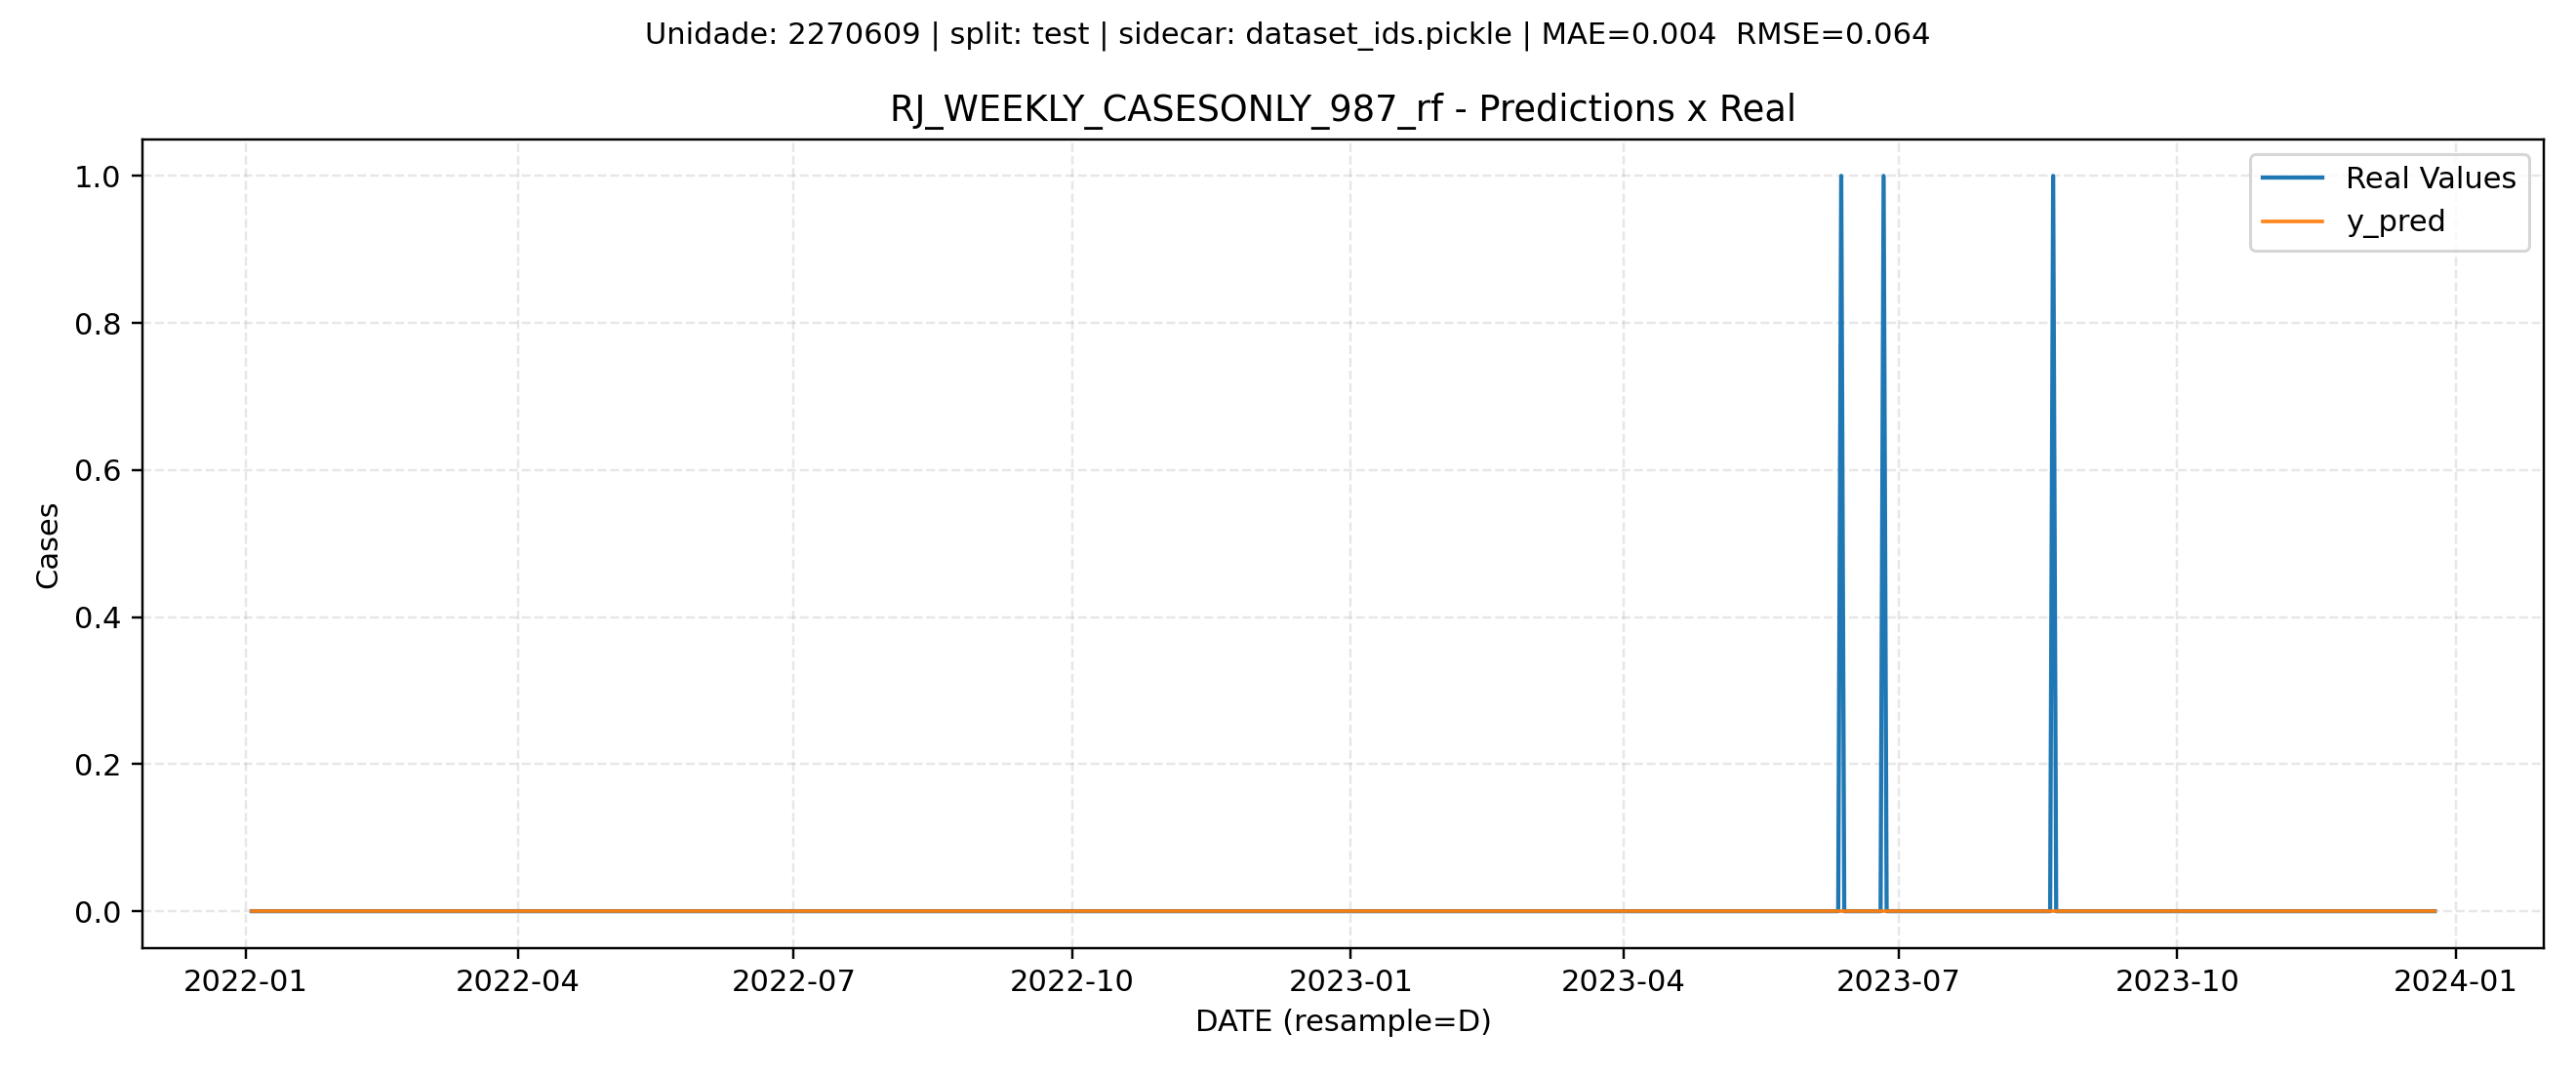 Unidade: 2270609 | split: test | sidecar: dataset_ids.pickle | MAE=0.004  RMSE=0.064
RJ_WEEKLY_CASESONLY_987_rf - Predictions x Real
Real Values
y_pred
1.0
0.8
0.6
0.4
0.2
0.0
Cases
2022-01 2022-04 2022-07 2022-10 2023-01 2023-04 2023-07 2023-10 2024-01
DATE (resample=D)